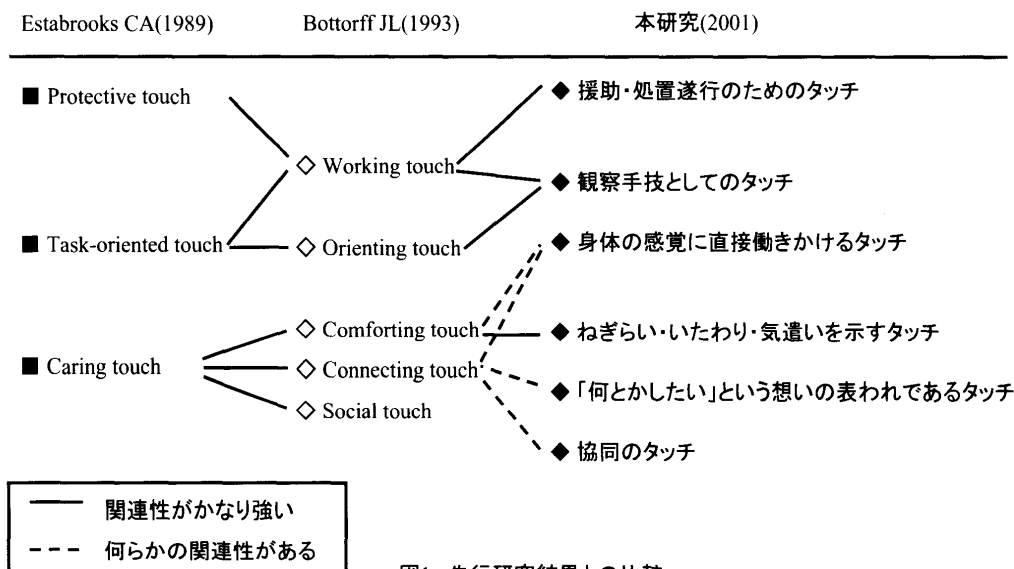 Estabrooks CA(1989) Bottorff JL(1993) 本研究(2001)
■ Protective touch
◆ 援助・処置遂行のためのタッチ
◇ Working touch
◆ 観察手技としてのタッチ
■ Task-oriented touch
◇ Orienting touch
◆ 身体の感覚に直接働きかけるタッチ
◇ Comforting touch
◆ ねぎらい・いたわり・気遣いを示すタッチ
■ Caring touch
◇ Connecting touch
◆ 「何とかしたい」という想いの表われであるタッチ
◇ Social touch
◆ 協同のタッチ
関連性がかなり強い
何らかの関連性がある